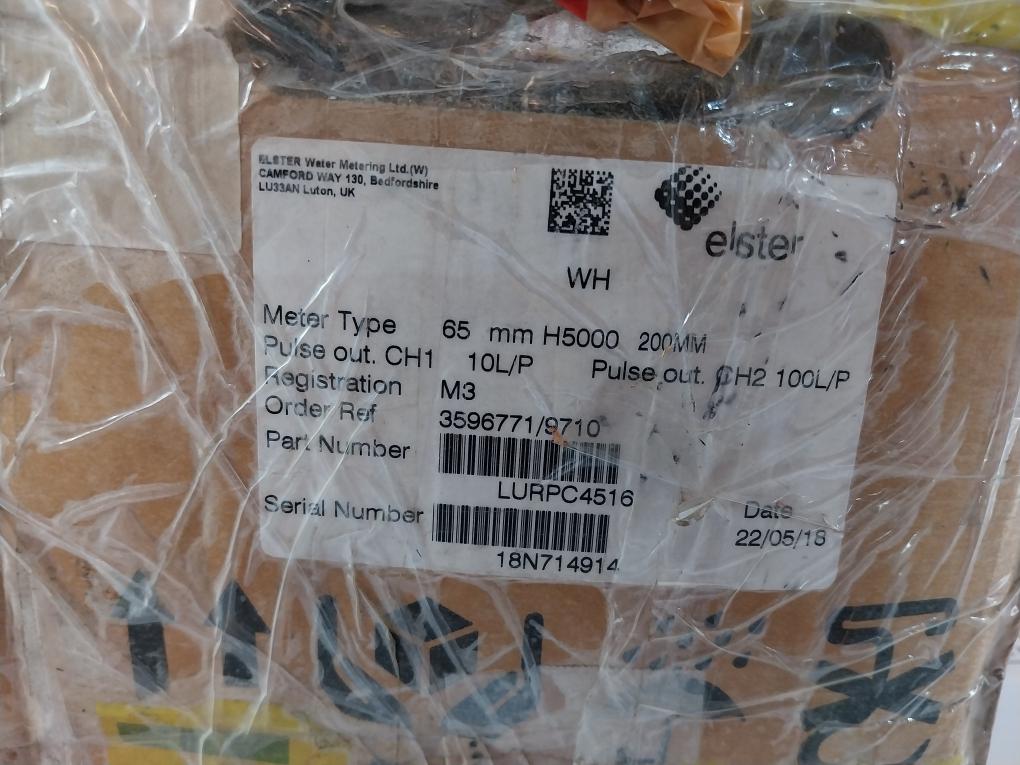 ELSTER Water Metering Ltd.(W)
CAMFORD WAY 130, Bedfordshire
LU33AN Luton, UK
elster
WH
Meter Type 65 mm H5000 200MM
Pulse out. CH1 10L/P Pulse out. CH2 100L/P
Registration M3
Order Ref 3596771/9710
Part Number
LURPC4516
Serial Number
18N714914
Date
22/05/18